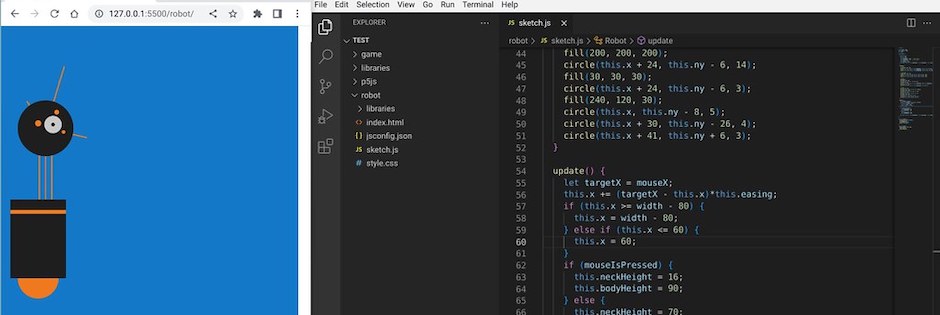 127.0.0.1:5500/robot/
File Edit Selection View Go Run Terminal Help
EXPLORER
TEST
game
libraries
p5js
robot
libraries
index.html
jsconfig.json
JS sketch.js
# style.css
JS sketch.js
robot > JS sketch.js > Robot > update
44 fill(200, 200, 200);
45 circle(this.x + 24, this.ny - 6, 14);
46 fill(30, 30, 30);
47 circle(this.x + 24, this.ny - 6, 3);
48 fill(240, 120, 30);
49 circle(this.x, this.ny - 8, 5);
50 circle(this.x + 30, this.ny - 26, 4);
51 circle(this.x + 41, this.ny + 6, 3);
52 }
53
54 update() {
55 let targetX = mouseX;
56 this.x += (targetX - this.x)*this.easing;
57 if (this.x >= width - 80) {
58 this.x = width - 80;
59 } else if (this.x <= 60) {
60 this.x = 60;
61 }
62 if (mouseIsPressed) {
63 this.neckHeight = 16;
64 this.bodyHeight = 90;
65 } else {
66 this.neckHeight = 70;